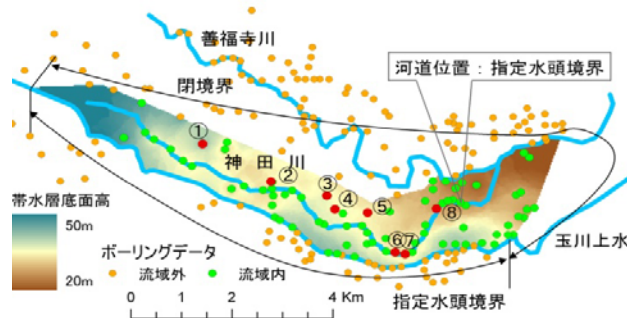 善福寺川
河道位置：指定水頭境界
閉境界
①
神田川
②
③
④
⑤
⑥⑦
⑧
帯水層底面高
50m
20m
ボーリングデータ
流域外
流域内
玉川上水
指定水頭境界
0 1 2 4 Km